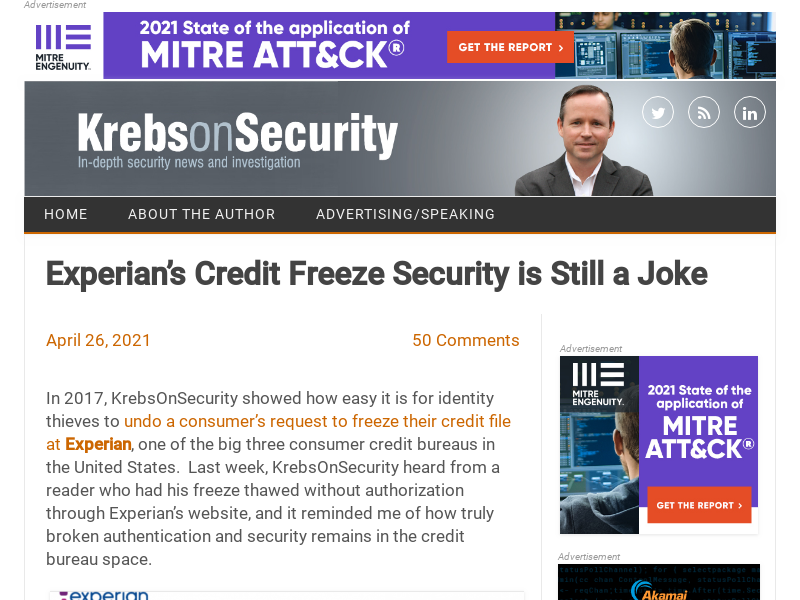 Advertisement
MITRE
ENGENUITY.
2021 State of the application of
MITRE ATT&CK®
GET THE REPORT >
KrebsonSecurity
In-depth security news and investigation
in
HOME
ABOUT THE AUTHOR
ADVERTISING/SPEAKING
Experian’s Credit Freeze Security is Still a Joke
April 26, 2021
50 Comments
In 2017, KrebsOnSecurity showed how easy it is for identity
thieves to undo a consumer’s request to freeze their credit file
at Experian, one of the big three consumer credit bureaus in
the United States.  Last week, KrebsOnSecurity heard from a
reader who had his freeze thawed without authorization
through Experian’s website, and it reminded me of how truly
broken authentication and security remains in the credit
bureau space.
experian
Advertisement
MITRE
ENGENUITY.
2021 State of the
application of
MITRE
ATT&CK®
GET THE REPORT >
Advertisement
Akamai